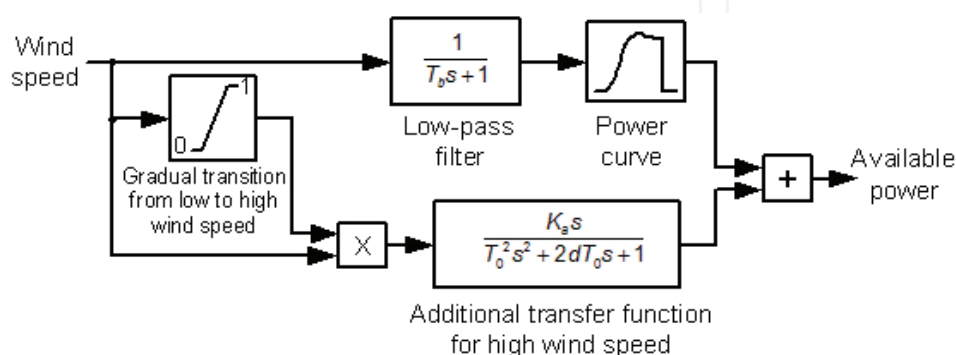 Wind
speed
1
T_b s + 1
Low-pass
filter
Power
curve
0
1
Gradual transition
from low to high
wind speed
X
K_a s
T_0^2 s^2 + 2dT_0 s + 1
Additional transfer function
for high wind speed
+
Available
power